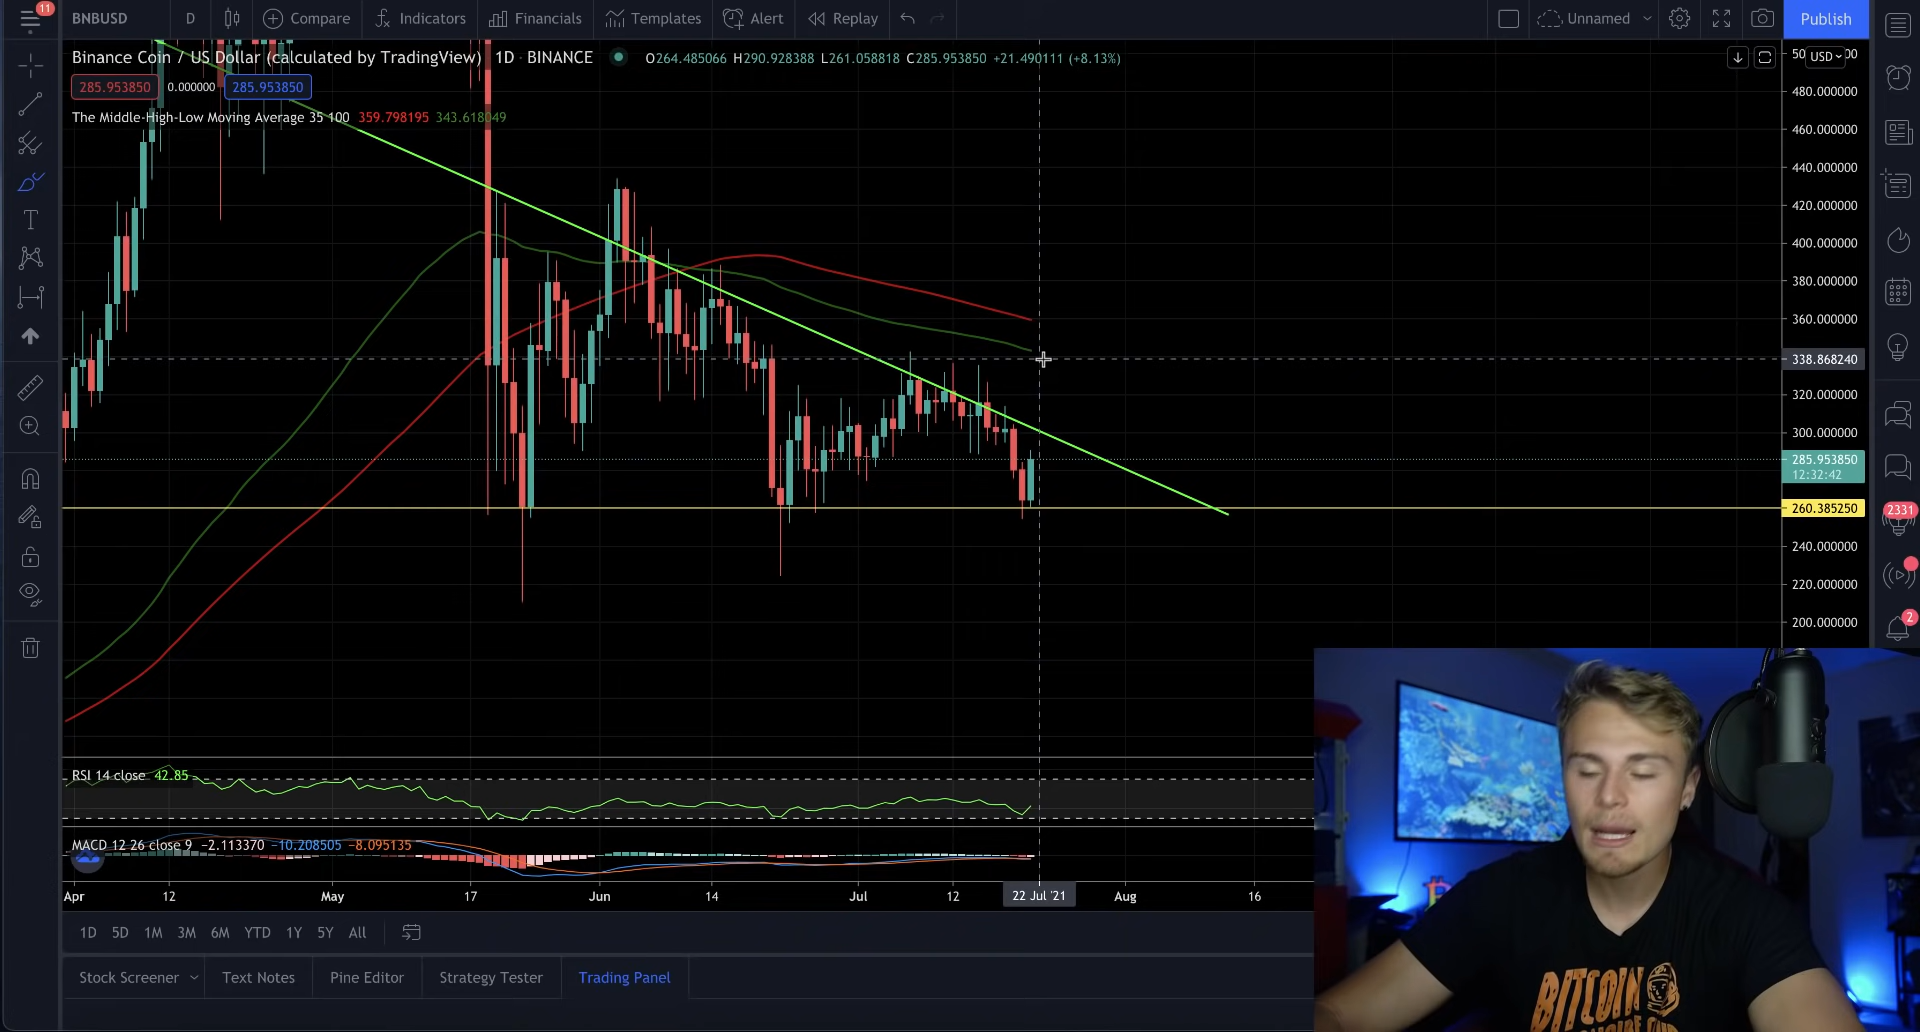 11
BNBUSD D Compare Indicators Financials Templates Alert Replay Unnamed Publish
Binance Coin / US Dollar (calculated by TradingView) 1D · BINANCE O264.485066 H290.928388 L261.058818 C285.953850 +21.490111 (+8.13%)
USD
285.953850 0.000000 285.953850
The Middle-High-Low Moving Average 35 100 359.798195 343.618049
480.000000
460.000000
440.000000
420.000000
400.000000
380.000000
360.000000
338.868240
320.000000
300.000000
285.953850
12:32:42
260.385250
2331
240.000000
220.000000
2
200.000000
RSI 14 close 42.85
MACD 12 26 close 9 −2.113370 −10.208505 −8.095135
Apr 12 May 17 Jun 14 Jul 12 22 Jul '21 Aug 16
1D 5D 1M 3M 6M YTD 1Y 5Y All
Stock Screener Text Notes Pine Editor Strategy Tester Trading Panel
BITCOIN